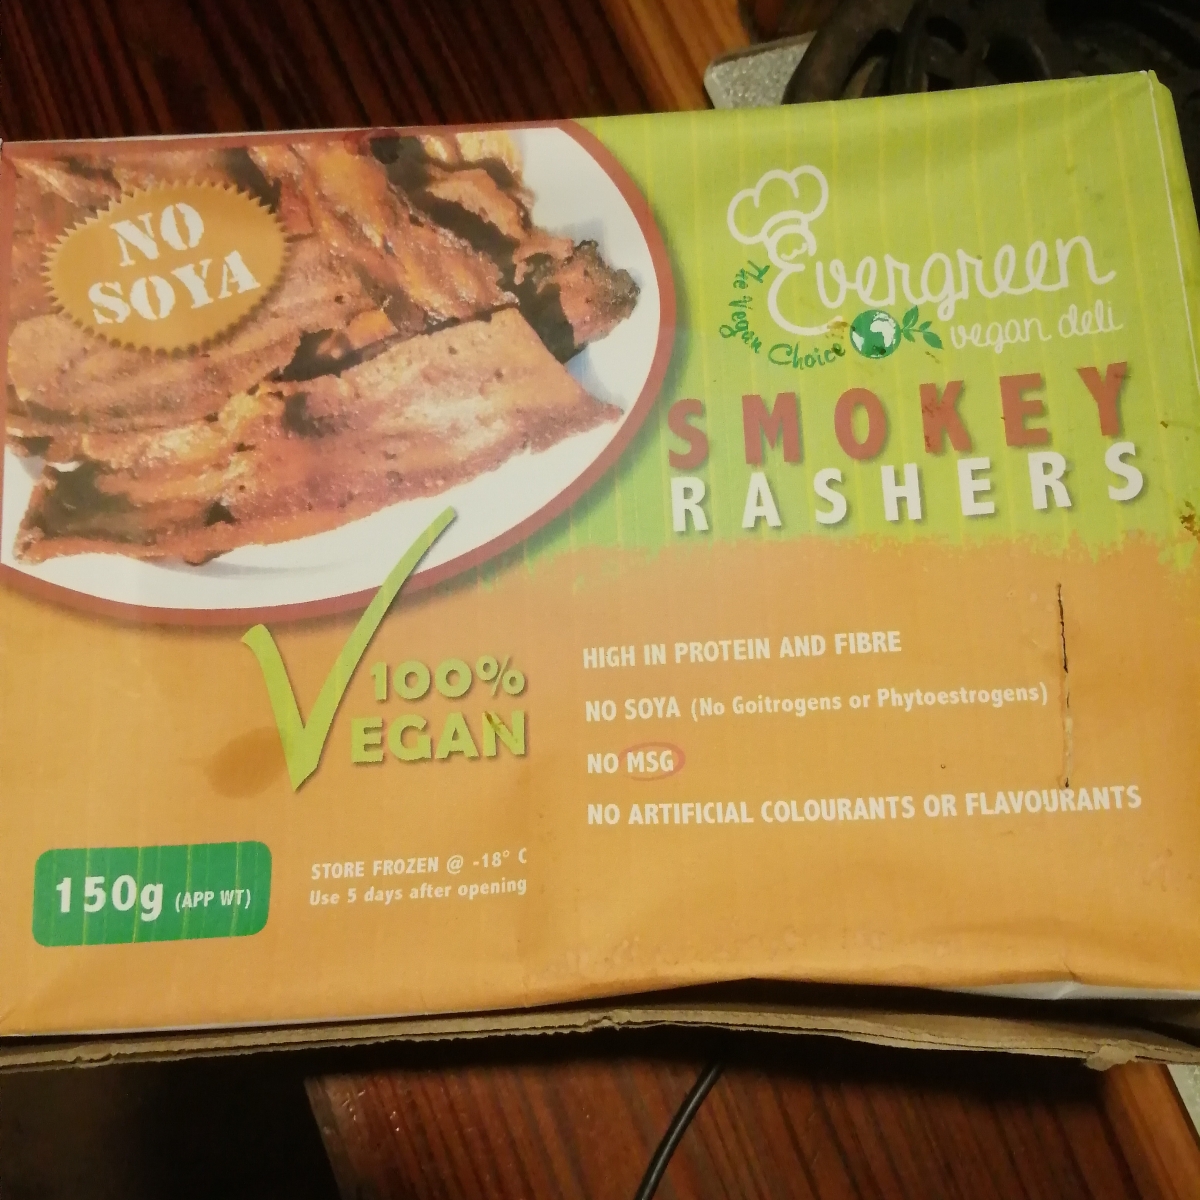 NO
SOYA
Evergreen
vegan deli
The Vegan Choice
SMOKEY
RASHERS
100%
VEGAN
HIGH IN PROTEIN AND FIBRE
NO SOYA (No Goitrogens or Phytoestrogens)
NO MSG
NO ARTIFICIAL COLOURANTS OR FLAVOURANTS
150g (APP WT)
STORE FROZEN @ -18° C
Use 5 days after opening